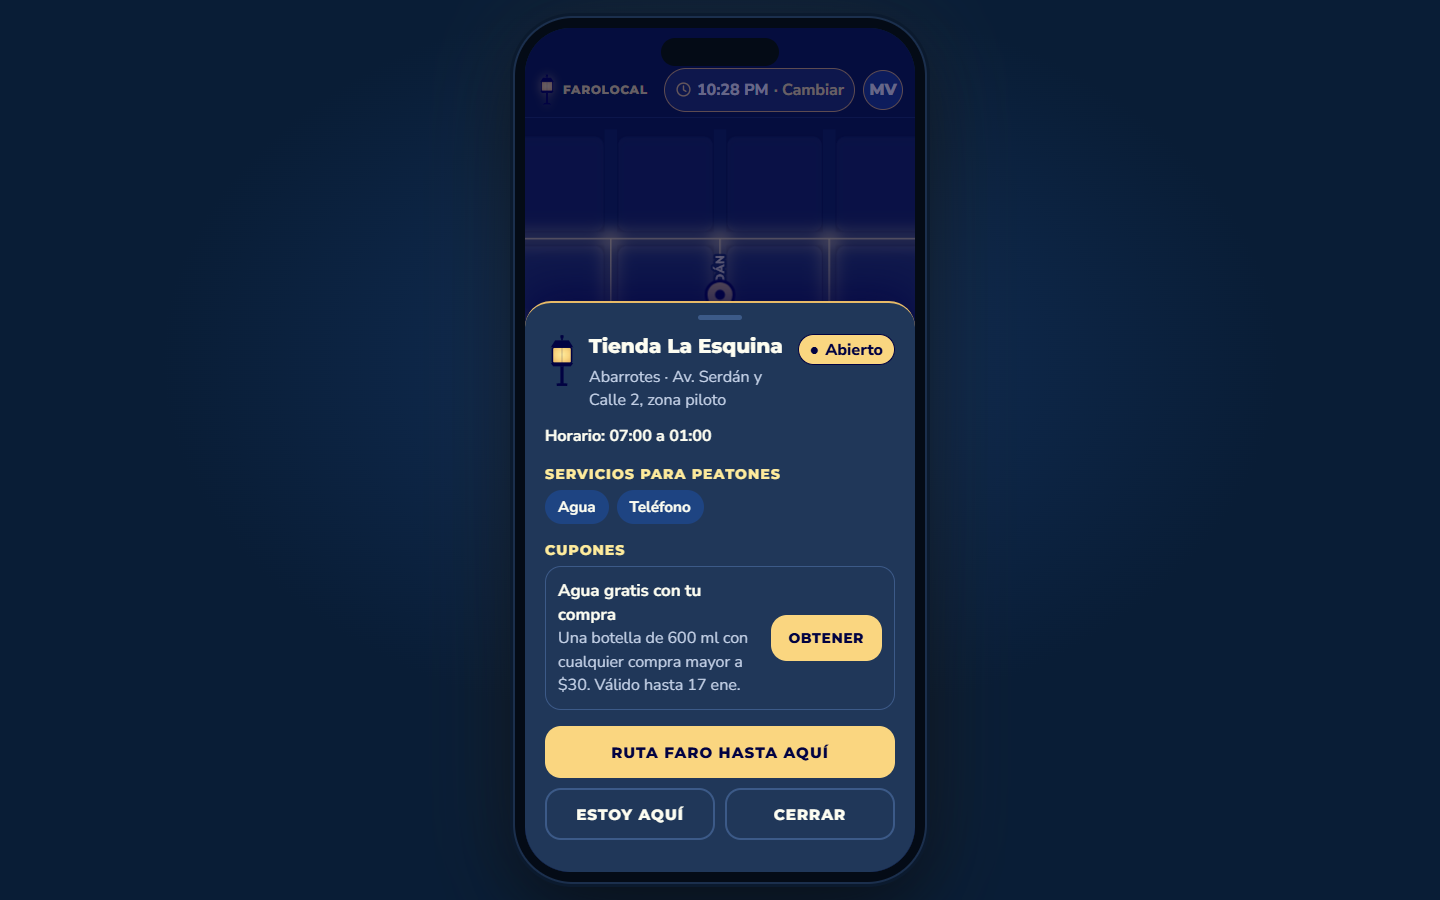 FAROLOCAL
10:28 PM · Cambiar
MV
Tienda La Esquina
• Abierto
Abarrotes · Av. Serdán y
Calle 2, zona piloto
Horario: 07:00 a 01:00
SERVICIOS PARA PEATONES
Agua
Teléfono
CUPONES
Agua gratis con tu
compra
Una botella de 600 ml con
cualquier compra mayor a
$30. Válido hasta 17 ene.
OBTENER
RUTA FARO HASTA AQUÍ
ESTOY AQUÍ
CERRAR